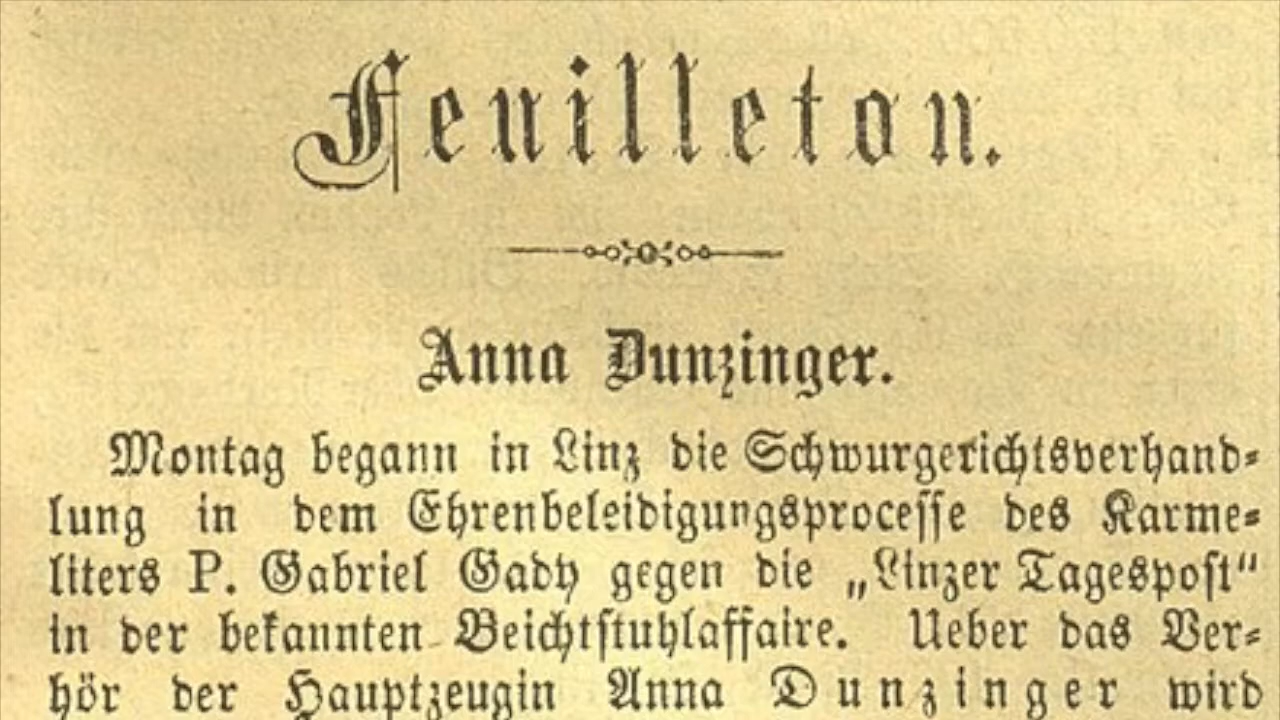 Feuilleton.
Anna Dunzinger.
Montag begann in Linz die Schwurgerichtsverhand-
lung in dem Ehrenbeleidigungsprocesse des Karme-
liters P. Gabriel Gady gegen die „Linzer Tagespost“
in der bekannten Beichtstuhlaffaire. Ueber das Ver-
hör der Hauptzeugin Anna Dunzinger wird